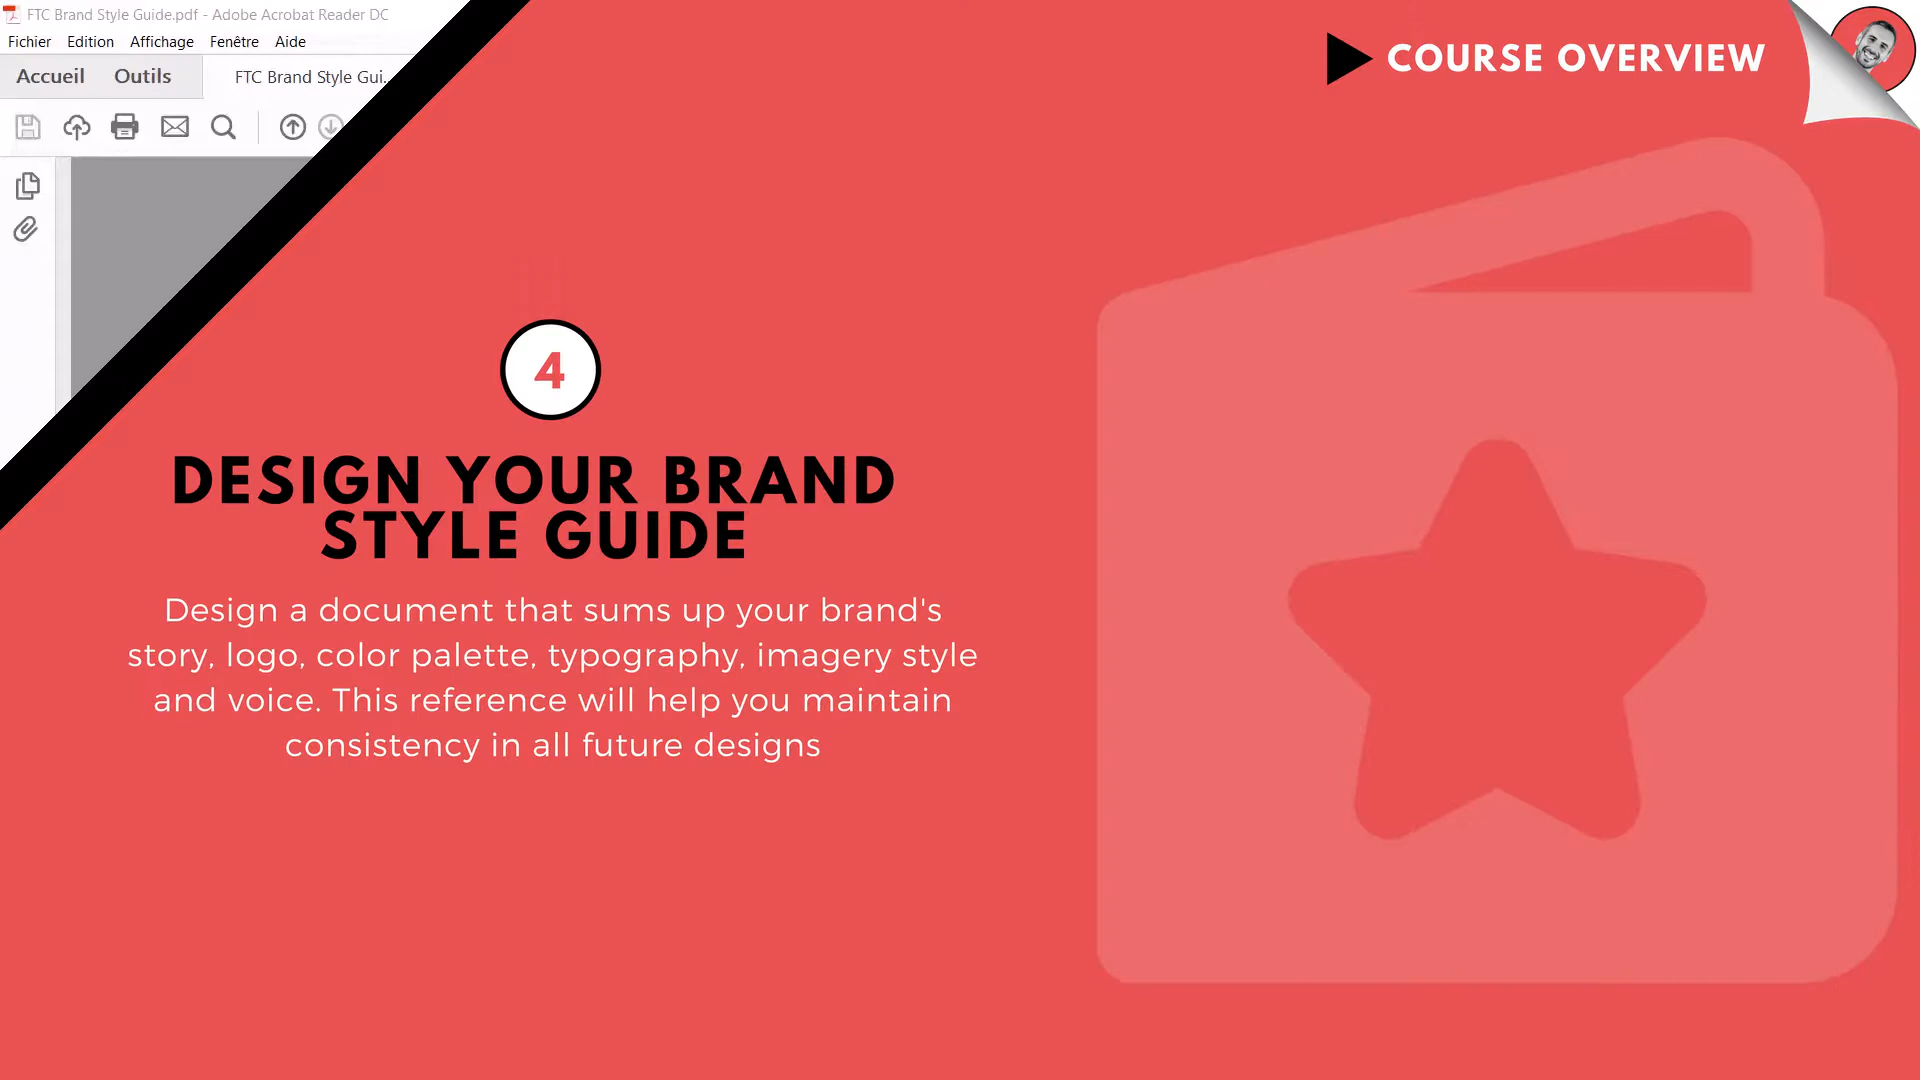 FTC Brand Style Guide.pdf - Adobe Acrobat Reader DC
Fichier Edition Affichage Fenêtre Aide
Accueil Outils FTC Brand Style Gui..
COURSE OVERVIEW
4
DESIGN YOUR BRAND
STYLE GUIDE
Design a document that sums up your brand's
story, logo, color palette, typography, imagery style
and voice. This reference will help you maintain
consistency in all future designs